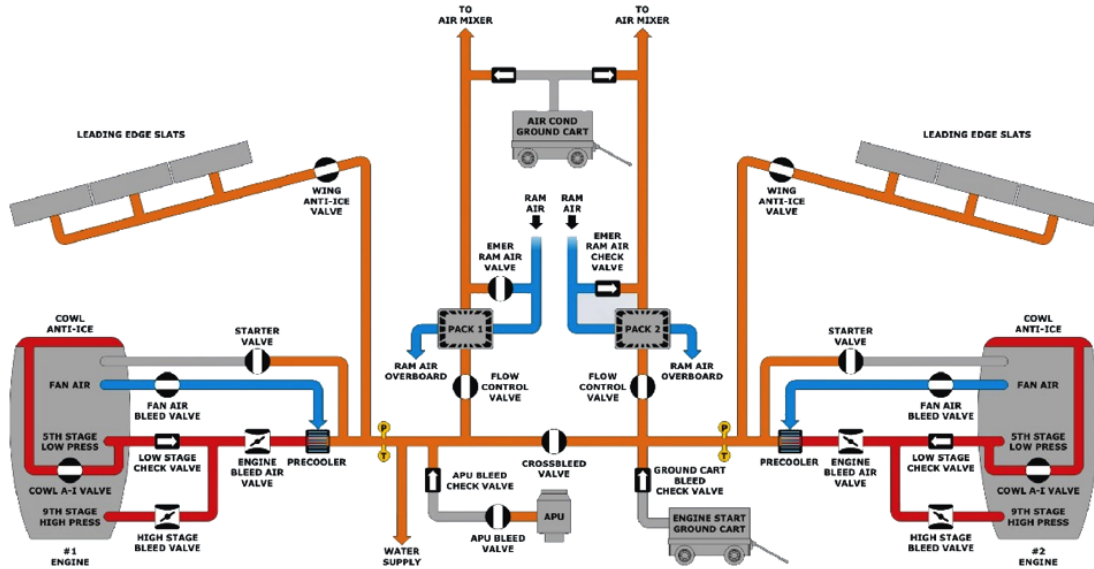 TO
AIR MIXER
TO
AIR MIXER
AIR COND
GROUND CART
LEADING EDGE SLATS
LEADING EDGE SLATS
WING
ANTI-ICE
VALVE
WING
ANTI-ICE
VALVE
RAM
AIR
RAM
AIR
EMER
RAM AIR
VALVE
EMER
RAM AIR
CHECK
VALVE
COWL
ANTI-ICE
STARTER
VALVE
PACK 1
PACK 2
STARTER
VALVE
COWL
ANTI-ICE
RAM AIR
OVERBOARD
FLOW
CONTROL
VALVE
FLOW
CONTROL
VALVE
RAM AIR
OVERBOARD
FAN AIR
FAN AIR
BLEED VALVE
FAN AIR
FAN AIR
BLEED VALVE
P
T
P
T
5TH STAGE
LOW PRESS
LOW STAGE
CHECK VALVE
ENGINE
BLEED AIR
VALVE
PRECOOLER
CROSSBLEED
VALVE
PRECOOLER
ENGINE
BLEED AIR
VALVE
LOW STAGE
CHECK VALVE
5TH STAGE
LOW PRESS
COWL A-I VALVE
COWL A-I VALVE
APU BLEED
CHECK VALVE
GROUND CART
BLEED
CHECK VALVE
9TH STAGE
HIGH PRESS
HIGH STAGE
BLEED VALVE
APU
APU BLEED
VALVE
ENGINE START
GROUND CART
HIGH STAGE
BLEED VALVE
9TH STAGE
HIGH PRESS
#1
ENGINE
WATER
SUPPLY
#2
ENGINE